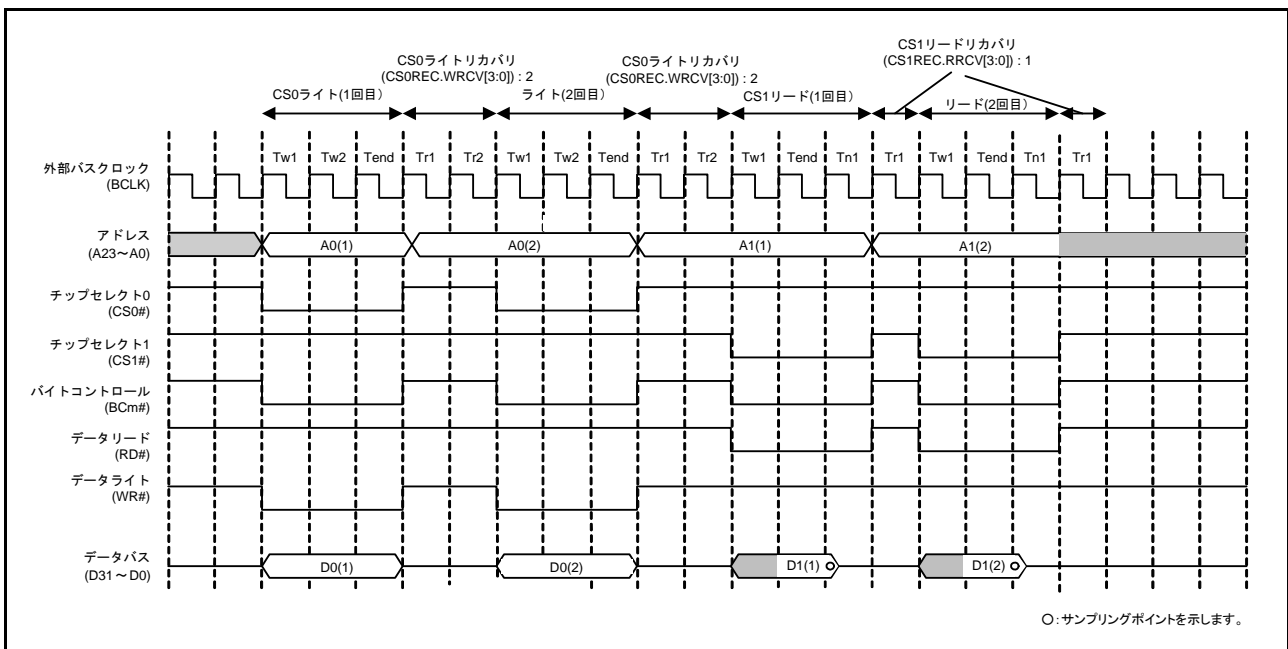 CS1リードリカバリ
(CS1REC.RRCV[3:0]) : 1
CS0ライトリカバリ
(CS0REC.WRCV[3:0]) : 2
CS0ライトリカバリ
(CS0REC.WRCV[3:0]) : 2
CS0ライト(1回目)
ライト(2回目)
CS1リード(1回目)
リード(2回目)
Tw1 Tw2 Tend Tr1 Tr2 Tw1 Tw2 Tend Tr1 Tr2 Tw1 Tend Tn1 Tr1 Tw1 Tend Tn1 Tr1
外部バスクロック
(BCLK)
アドレス
(A23~A0)
A0(1) A0(2) A1(1) A1(2)
チップセレクト0
(CS0#)
チップセレクト1
(CS1#)
バイトコントロール
(BCm#)
データリード
(RD#)
データライト
(WR#)
データバス
(D31~D0)
D0(1) D0(2) D1(1) D1(2)
○:サンプリングポイントを示します。